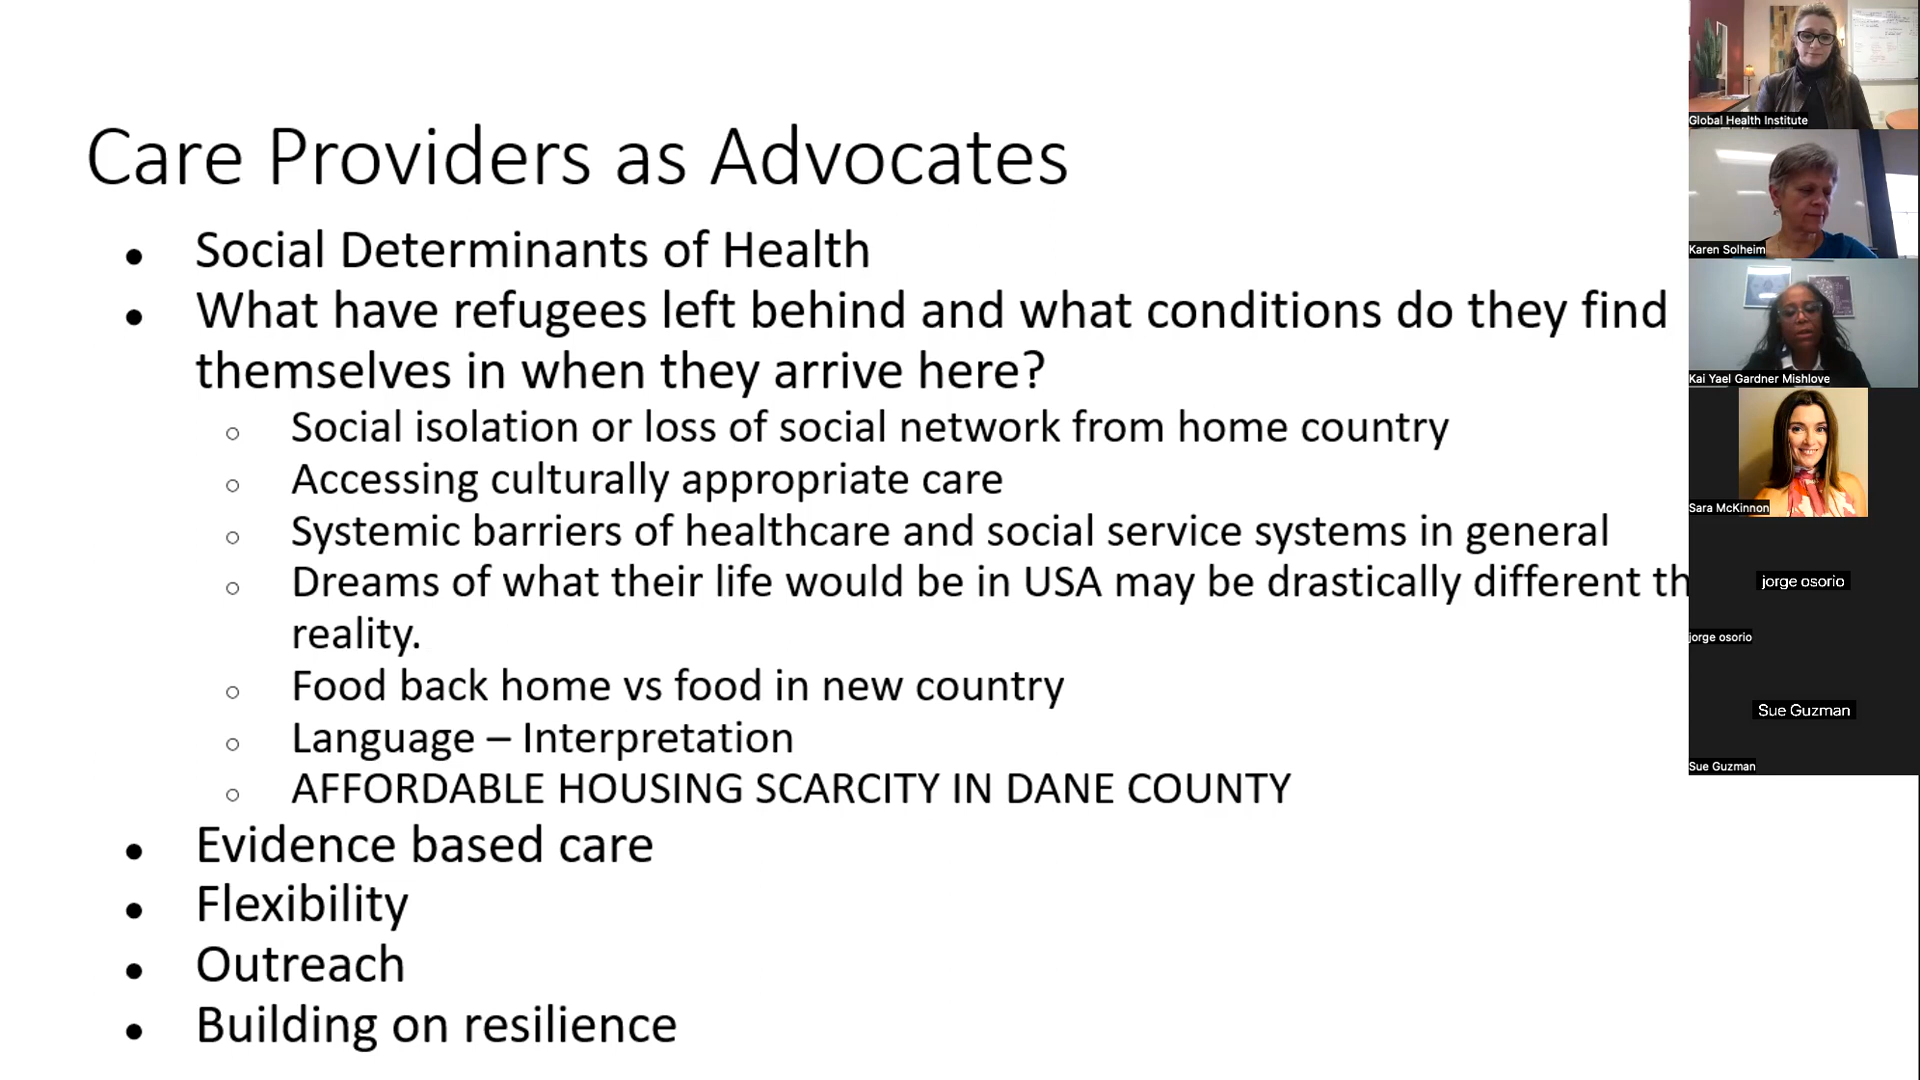 Care Providers as Advocates
Social Determinants of Health
What have refugees left behind and what conditions do they find
themselves in when they arrive here?
Social isolation or loss of social network from home country
Accessing culturally appropriate care
Systemic barriers of healthcare and social service systems in general
Dreams of what their life would be in USA may be drastically different th
reality.
Food back home vs food in new country
Language – Interpretation
AFFORDABLE HOUSING SCARCITY IN DANE COUNTY
Evidence based care
Flexibility
Outreach
Building on resilience
Global Health Institute
Karen Solheim
Kai Yael Gardner Mishlove
Sara McKinnon
jorge osorio
jorge osorio
Sue Guzman
Sue Guzman